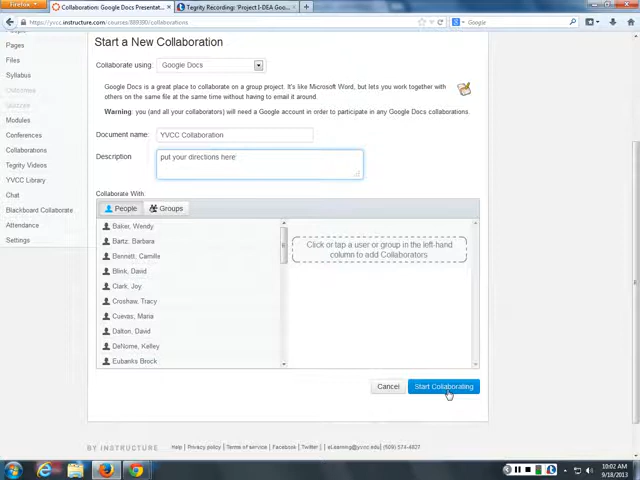 Firefox
Collaboration: Google Docs Presentat...
Tegrity Recording: 'Project I-DEA Goo...
https://yvcc.instructure.com/courses/889390/collaborations
Google
Pages
Files
Syllabus
Outcomes
Quizzes
Modules
Conferences
Collaborations
Tegrity Videos
YVCC Library
Chat
Blackboard Collaborate
Attendance
Settings
Start a New Collaboration
Collaborate using: Google Docs
Google Docs is a great place to collaborate on a group project. It's like Microsoft Word, but lets you work together with
others on the same file at the same time without having to email it around.
Warning: you (and all your collaborators) will need a Google account in order to participate in any Google Docs collaborations.
Document name: YVCC Collaboration
Description put your directions here
Collaborate With:
People Groups
Baker, Wendy
Bartz, Barbara
Bennett, Camille
Blink, David
Clark, Joy
Croshaw, Tracy
Cuevas, Maria
Dalton, David
DeNome, Kelley
Eubanks Brock
Click or tap a user or group in the left-hand
column to add Collaborators
Cancel Start Collaborating
BY INSTRUCTURE
Help | Privacy policy | Terms of service | Facebook | Twitter | eLearning@yvcc.edu | (509) 574-4927
10:02 AM
9/18/2013